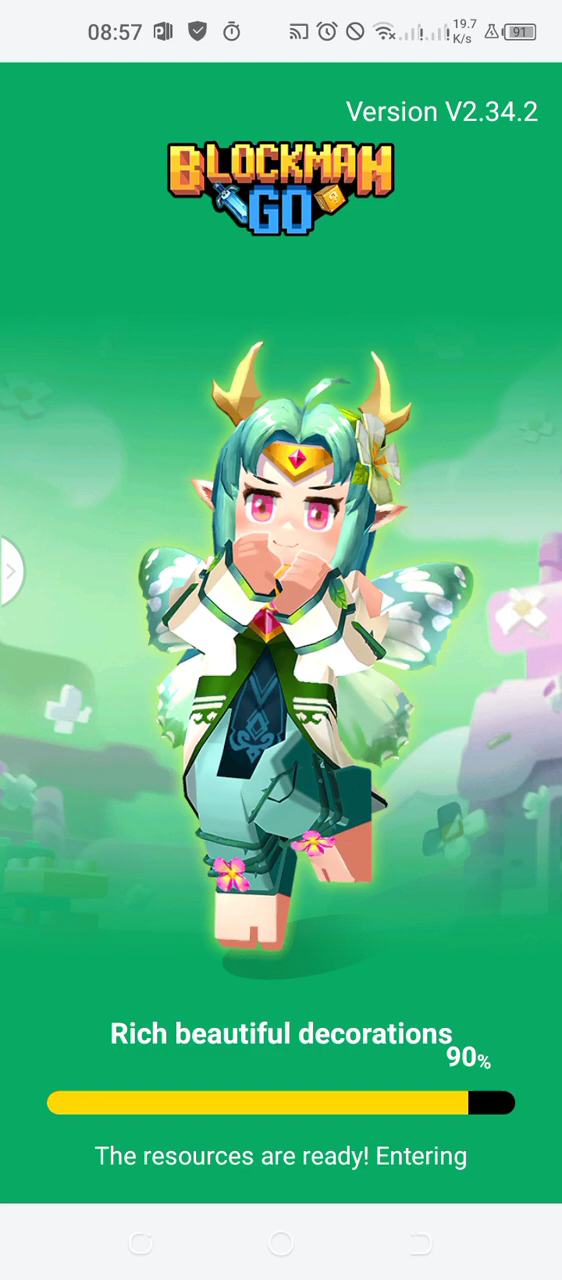 08:57
19.7
K/s
91
Version V2.34.2
BLOCKMAN
GO
Rich beautiful decorations
90%
The resources are ready! Entering